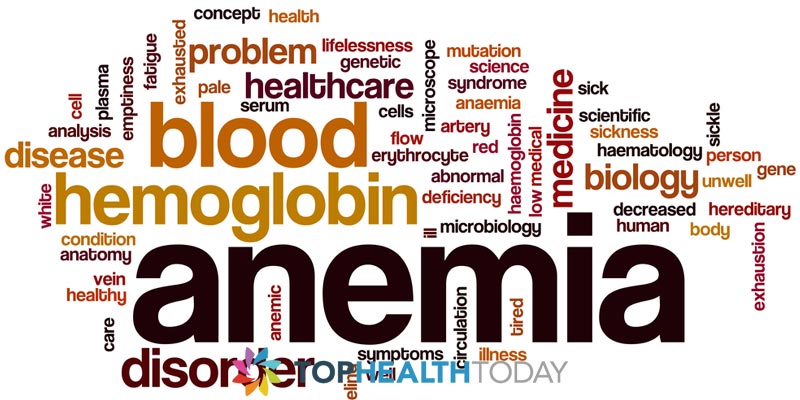 concept health
problem
lifelessness
genetic
mutation
science
syndrome
exhausted
fatigue
emptiness
plasma
cell
analysis
pale
healthcare
serum
cells
microscope
anaemia
sick
scientific
sickness
sickle
disease
blood
flow
artery
red
erythrocyte
abnormal
deficiency
haemoglobin
low medical
medicine
haematology
person
gene
biology
unwell
white
hemoglobin
ill
microbiology
decreased
hereditary
human
body
exhaustion
condition
anatomy
vein
healthy
care
anemia
anemic
circulation
tired
disorder
symptoms
illness
well
TOPHEALTHTODAY